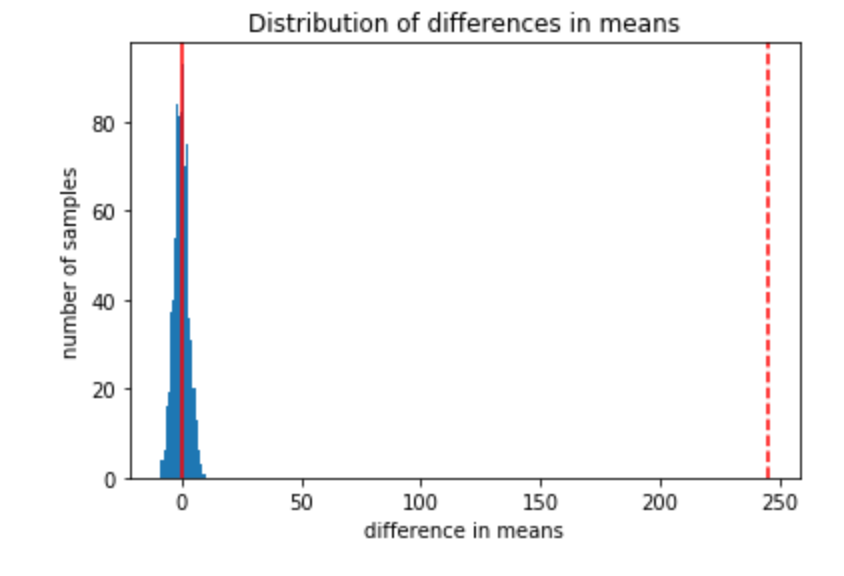 Distribution of differences in means
80
60
40
20
0
number of samples
0 50 100 150 200 250
difference in means